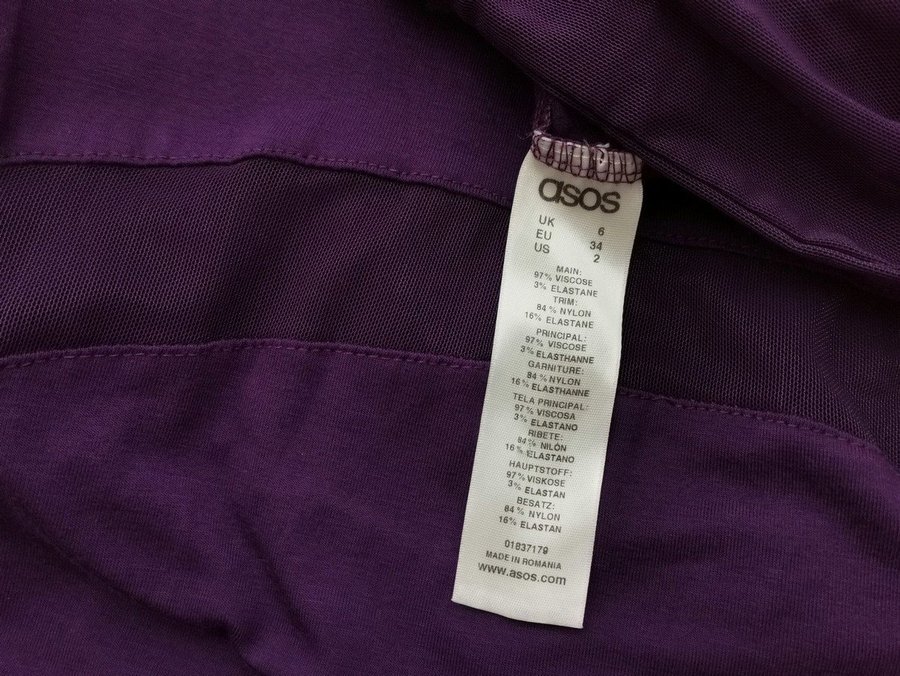 asos
UK 6
EU 34
US 2
MAIN:
97% VISCOSE
3% ELASTANE
TRIM:
84% NYLON
16% ELASTANE
PRINCIPAL:
97% VISCOSE
3% ELASTHANNE
GARNITURE:
84% NYLON
16% ELASTHANNE
TELA PRINCIPAL:
97% VISCOSA
3% ELASTANO
RIBETE:
84% NILÓN
16% ELASTANO
HAUPTSTOFF:
97% VISKOSE
3% ELASTAN
BESATZ:
84% NYLON
16% ELASTAN
01837179
MADE IN ROMANIA
www.asos.com